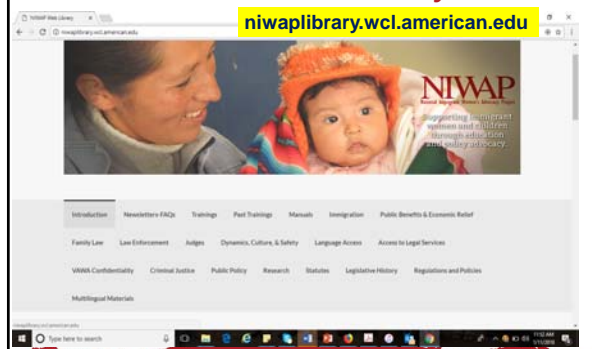 niwaplibrary.wcl.american.edu
NIWAP Web Library
niwaplibrary.wcl.american.edu
NIWAP
National Immigrant Women's Advocacy Project
Supporting immigrant
women and children
through education
and policy advocacy.
Introduction Newsletters-FAQs Trainings Past Trainings Manuals Immigration Public Benefits & Economic Relief
Family Law Law Enforcement Judges Dynamics, Culture, & Safety Language Access Access to Legal Services
VAWA Confidentiality Criminal Justice Public Policy Research Statutes Legislative History Regulations and Policies
Multilingual Materials
niwaplibrary.wcl.american.edu
Type here to search
11:52 AM